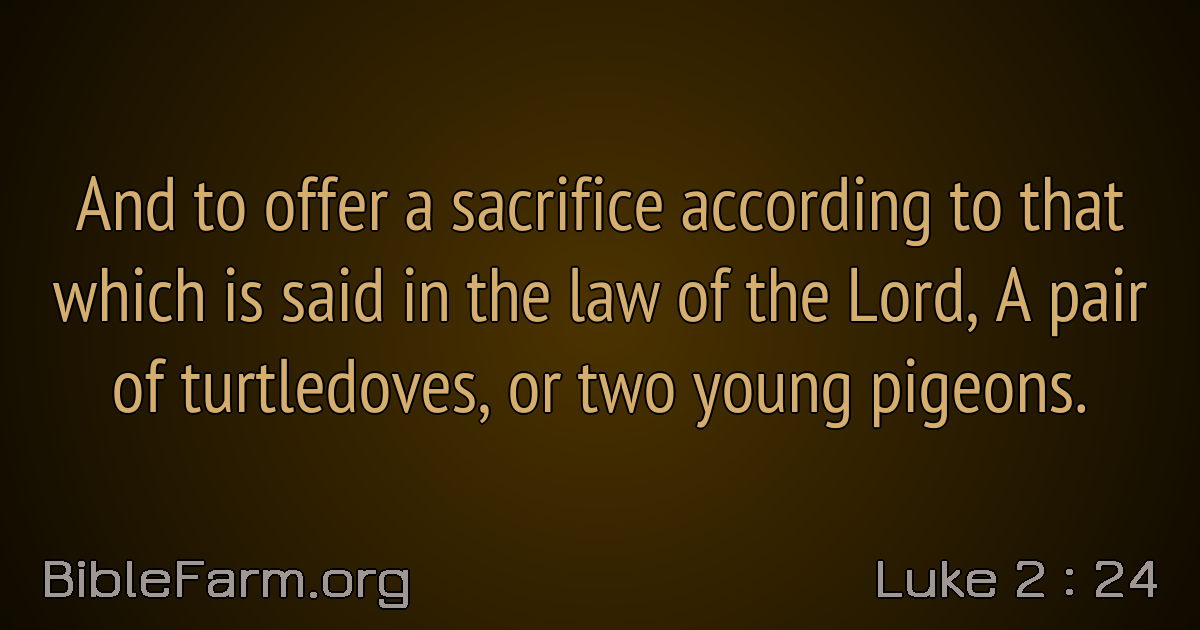 And to offer a sacrifice according to that
which is said in the law of the Lord, A pair
of turtledoves, or two young pigeons.
BibleFarm.org
Luke 2 : 24